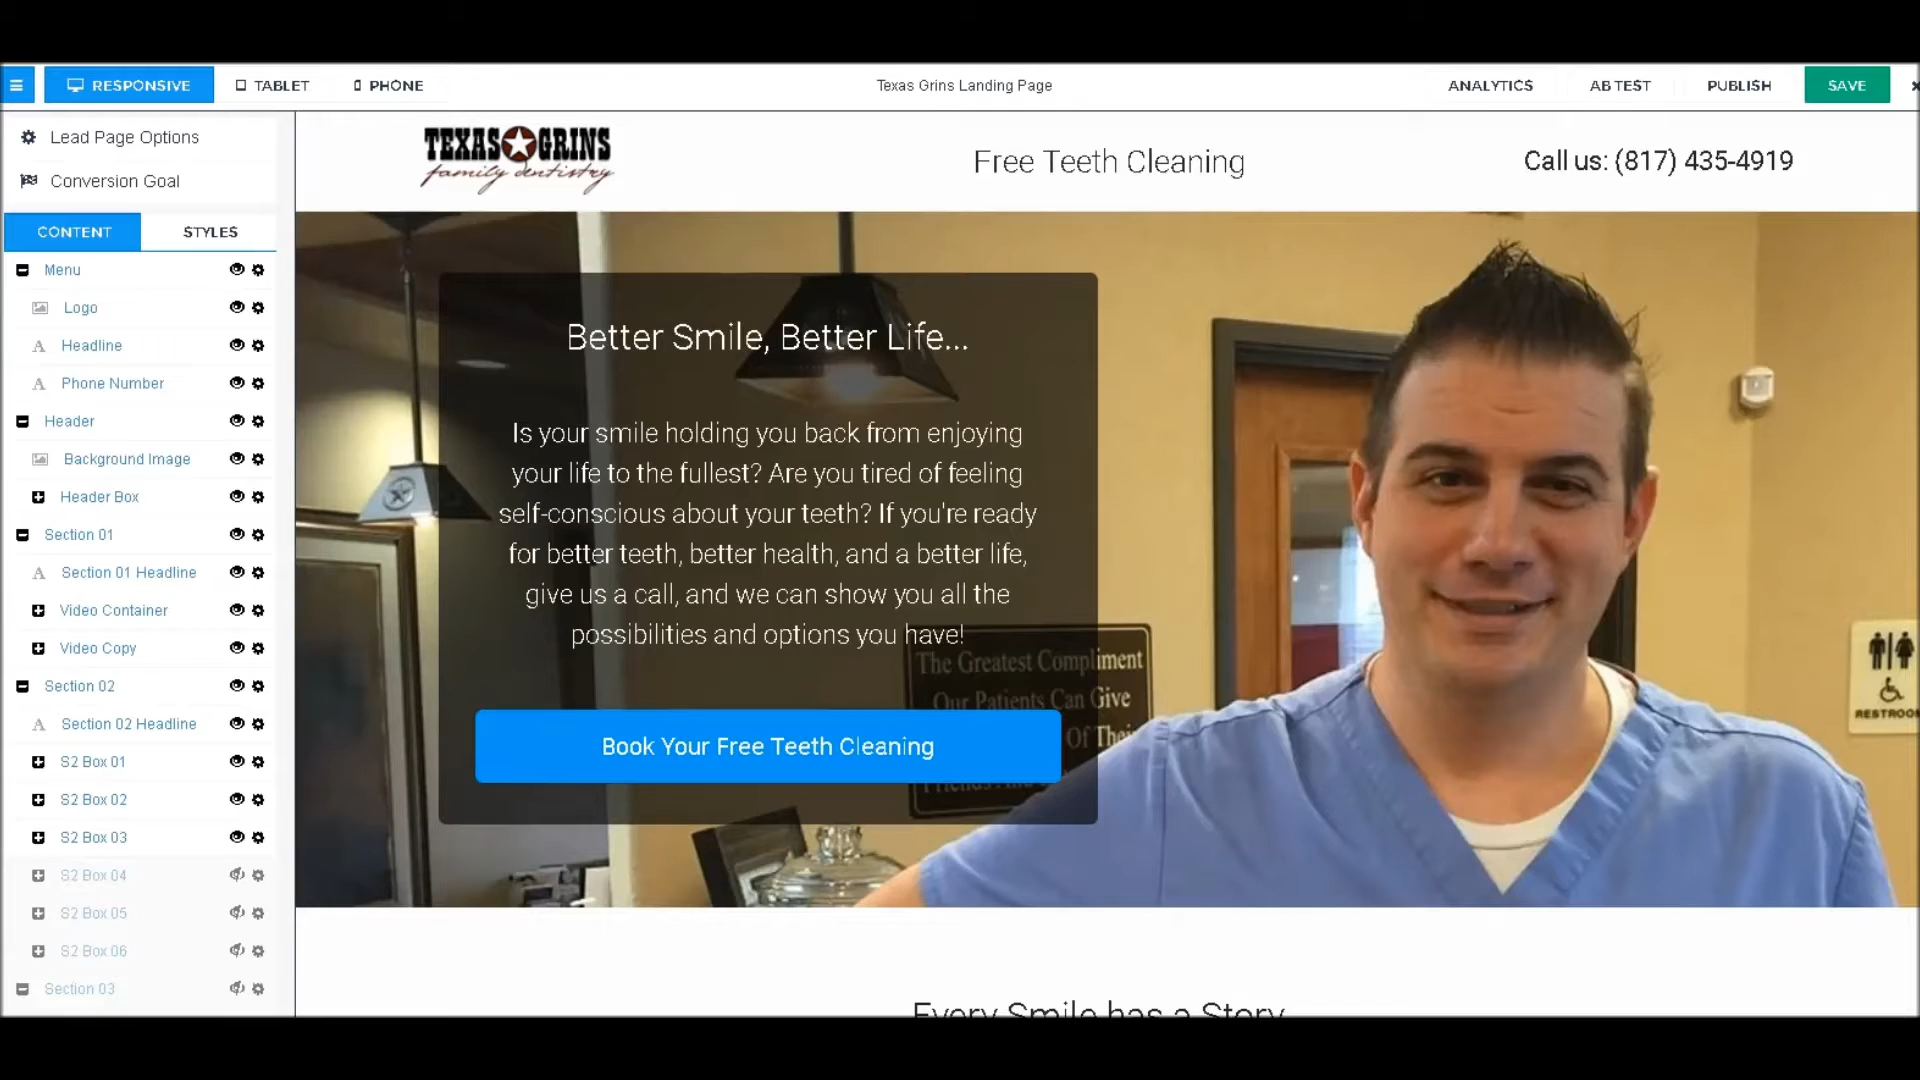 RESPONSIVE
TABLET
PHONE
Texas Grins Landing Page
ANALYTICS
AB TEST
PUBLISH
SAVE
Lead Page Options
Conversion Goal
CONTENT
STYLES
Menu
Logo
Headline
Phone Number
Header
Background Image
Header Box
Section 01
Section 01 Headline
Video Container
Video Copy
Section 02
Section 02 Headline
S2 Box 01
S2 Box 02
S2 Box 03
S2 Box 04
S2 Box 05
S2 Box 06
Section 03
TEXAS GRINS
family dentistry
Free Teeth Cleaning
Call us: (817) 435-4919
Better Smile, Better Life...
Is your smile holding you back from enjoying
your life to the fullest? Are you tired of feeling
self-conscious about your teeth? If you're ready
for better teeth, better health, and a better life,
give us a call, and we can show you all the
possibilities and options you have!
Book Your Free Teeth Cleaning
The Greatest Compliment
Our Patients Can Give
Of Their
RESTROOM
Every Smile has a Story